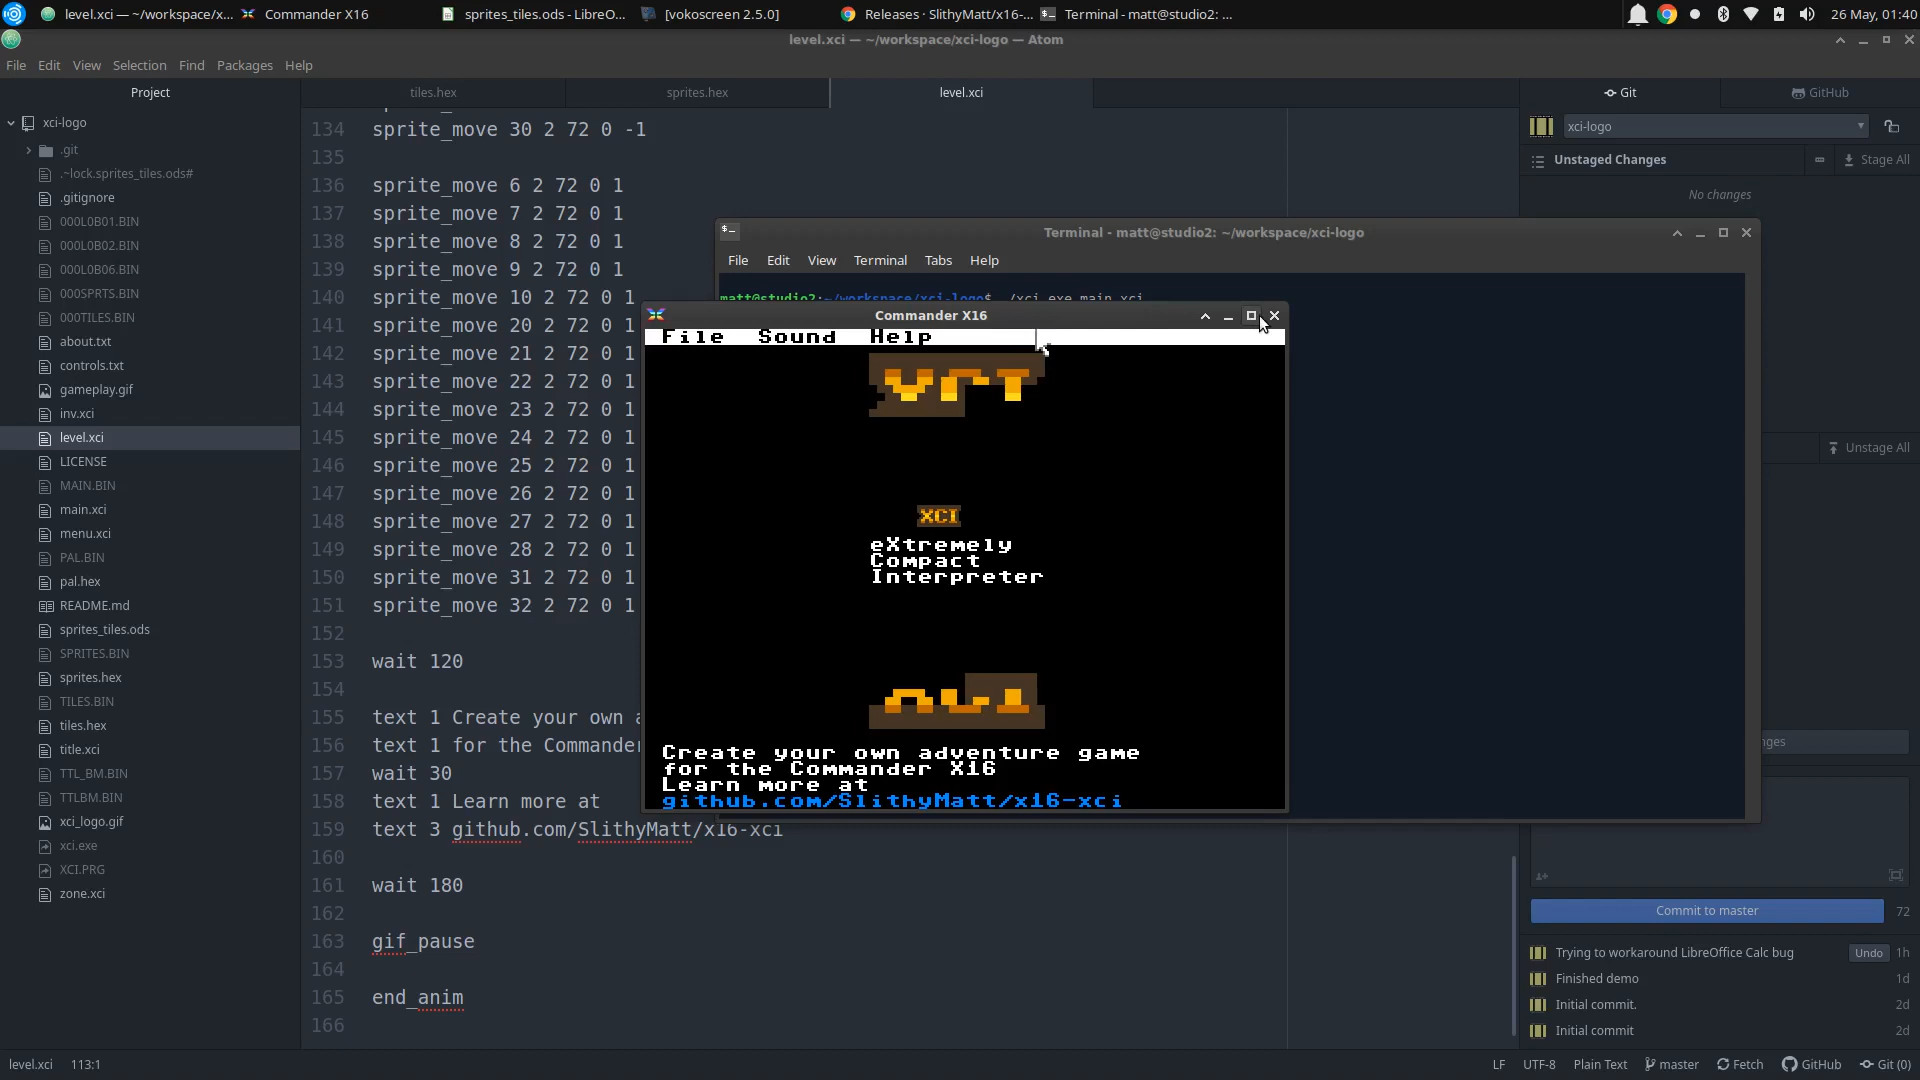 level.xci — ~/workspace/x...
Commander X16
sprites_tiles.ods - LibreO...
[vokoscreen 2.5.0]
Releases · SlithyMatt/x16-...
Terminal - matt@studio2: ~...
26 May, 01:40
level.xci — ~/workspace/xci-logo — Atom
File Edit View Selection Find Packages Help
Project
tiles.hex
sprites.hex
level.xci
Git
GitHub
xci-logo
.git
.~lock.sprites_tiles.ods#
.gitignore
000L0B01.BIN
000L0B02.BIN
000L0B06.BIN
000SPRTS.BIN
000TILES.BIN
about.txt
controls.txt
gameplay.gif
inv.xci
level.xci
LICENSE
MAIN.BIN
main.xci
menu.xci
PAL.BIN
pal.hex
README.md
sprites_tiles.ods
SPRITES.BIN
sprites.hex
TILES.BIN
tiles.hex
title.xci
TTL_BM.BIN
TTLBM.BIN
xci_logo.gif
xci.exe
XCI.PRG
zone.xci
134 sprite_move 30 2 72 0 -1
135
136 sprite_move 6 2 72 0 1
137 sprite_move 7 2 72 0 1
138 sprite_move 8 2 72 0 1
139 sprite_move 9 2 72 0 1
140 sprite_move 10 2 72 0 1
141 sprite_move 20 2 72 0 1
142 sprite_move 21 2 72 0 1
143 sprite_move 22 2 72 0 1
144 sprite_move 23 2 72 0 1
145 sprite_move 24 2 72 0 1
146 sprite_move 25 2 72 0 1
147 sprite_move 26 2 72 0 1
148 sprite_move 27 2 72 0 1
149 sprite_move 28 2 72 0 1
150 sprite_move 31 2 72 0 1
151 sprite_move 32 2 72 0 1
152
153 wait 120
154
155 text 1 Create your own
156 text 1 for the Commander
157 wait 30
158 text 1 Learn more at
159 text 3 github.com/SlithyMatt/x16-xci
160
161 wait 180
162
163 gif_pause
164
165 end_anim
166
Terminal - matt@studio2: ~/workspace/xci-logo
File Edit View Terminal Tabs Help
matt@studio2:~/workspace/xci-logo$ ./xci.exe main.xci
Commander X16
File Sound Help
XCI
eXtremely
Compact
Interpreter
Create your own adventure game
for the Commander X16
Learn more at
github.com/SlithyMatt/x16-xci
xci-logo
Unstaged Changes
Stage All
No changes
Unstage All
Commit to master
72
Trying to workaround LibreOffice Calc bug
Undo
1h
Finished demo
1d
Initial commit.
2d
Initial commit
2d
level.xci 113:1
LF UTF-8 Plain Text master Fetch GitHub Git (0)